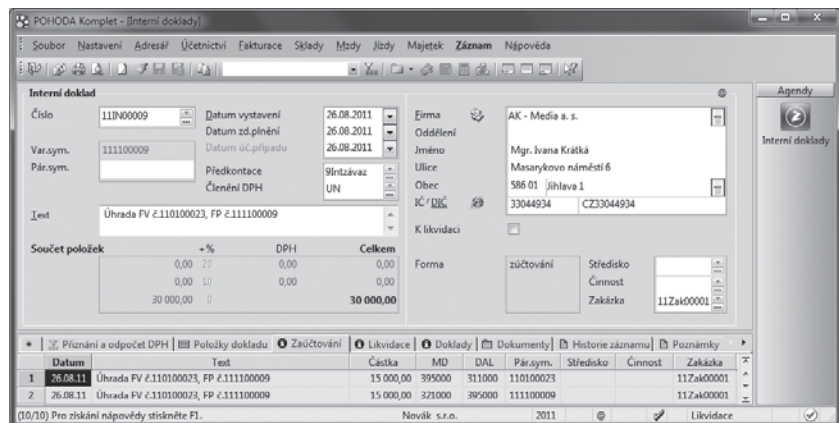 POHODA Komplet - [Interní doklady]
Soubor Nastavení Adresář Účetnictví Fakturace Sklady Mzdy Jízdy Majetek Záznam Nápověda
Interní doklad
Agendy
Interní doklady
Číslo 11IN00009
Datum vystavení 26.08.2011
Datum zd.plnění 26.08.2011
Var.sym. 111100009
Datum úč.případu 26.08.2011
Pár.sym.
Předkontace 9Intzávaz
Členění DPH UN
Text Úhrada FV č.110100023, FP č.111100009
Součet položek +% DPH Celkem
0,00 20 0,00 0,00
0,00 10 0,00 0,00
30 000,00 0 30 000,00
Firma AK - Media a. s.
Oddělení
Jméno Mgr. Ivana Krátká
Ulice Masarykovo náměstí 6
Obec 586 01 Jihlava 1
IČ / DIČ 33044934 CZ33044934
K likvidaci
Forma zúčtování
Středisko
Činnost
Zakázka 11Zak00001
Přiznání a odpočet DPH Položky dokladu Zaúčtování Likvidace Doklady Dokumenty Historie záznamu Poznámky
Datum Text Částka MD DAL Pár.sym. Středisko Činnost Zakázka
1 26.08.11 Úhrada FV č.110100023, FP č.111100009 15 000,00 395000 311000 110100023 11Zak00001
2 26.08.11 Úhrada FV č.110100023, FP č.111100009 15 000,00 321000 395000 111100009 11Zak00001
(10/10) Pro získání nápovědy stiskněte F1. Novák s.r.o. 2011 @ Likvidace